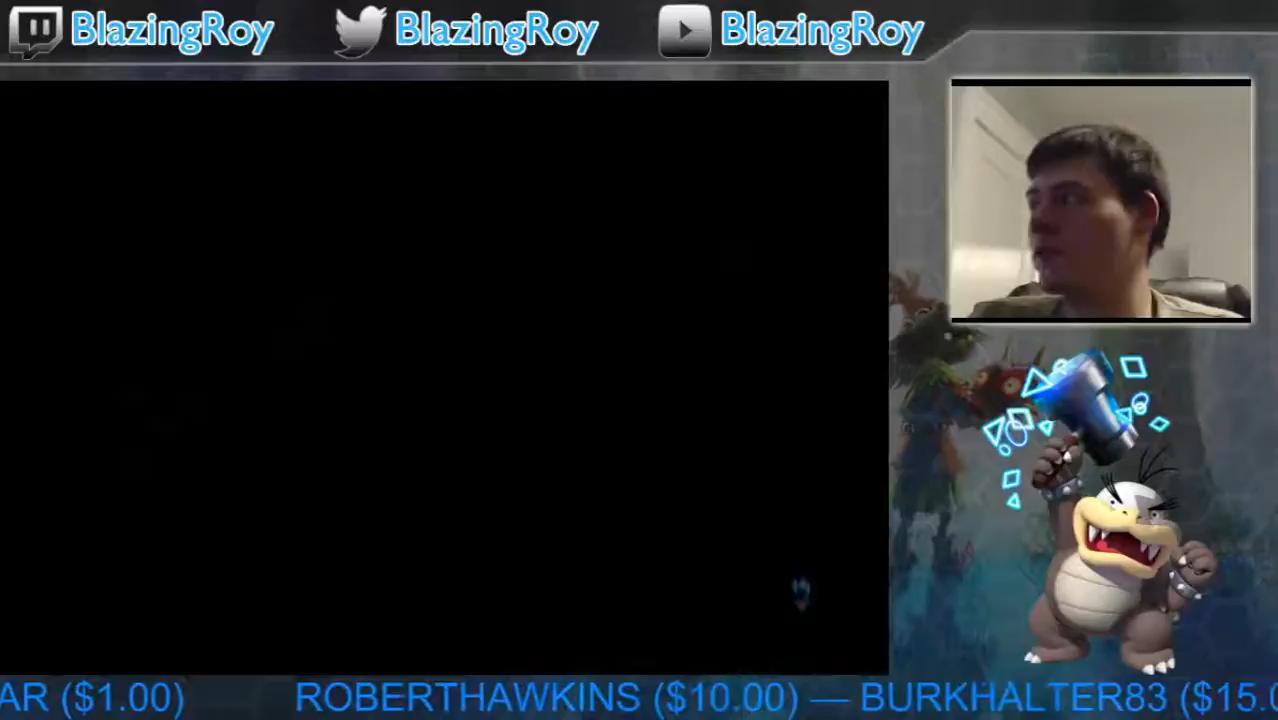 BlazingRoy BlazingRoy BlazingRoy
AR ($1.00) ROBERTHAWKINS ($10.00) — BURKHALTER83 ($15.0